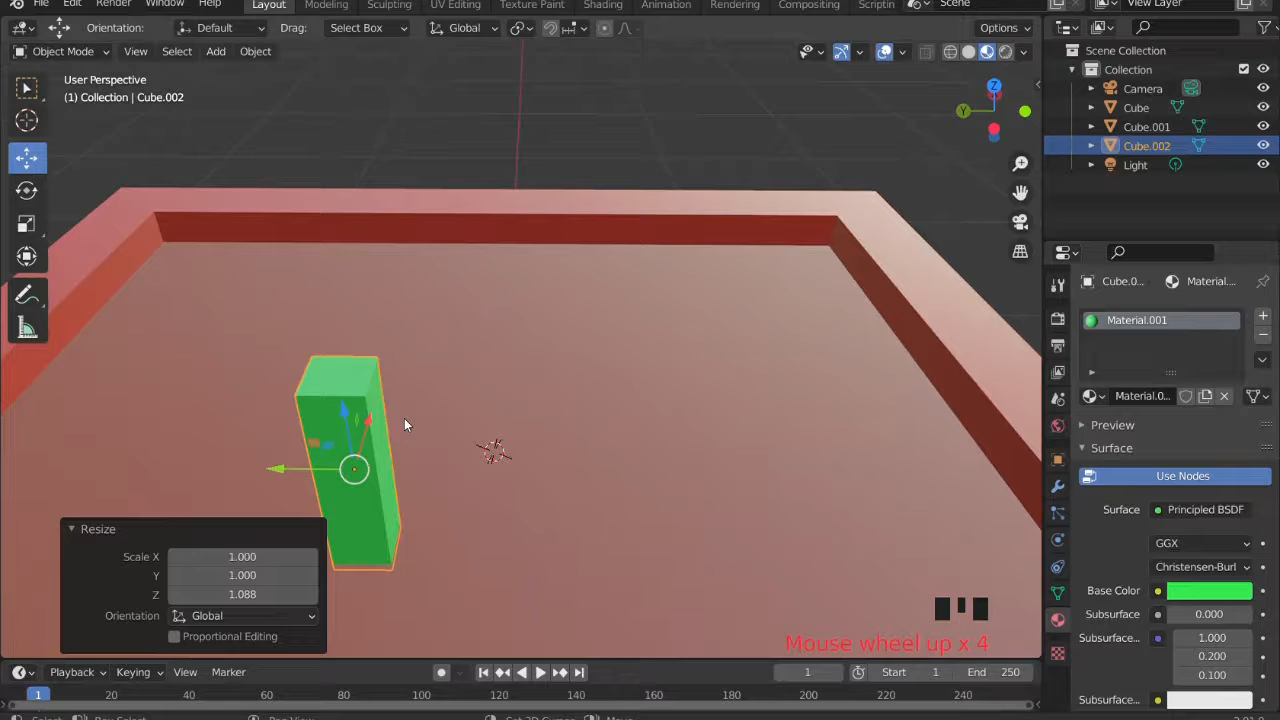 File Edit Render Window Help Layout Modeling Sculpting UV Editing Texture Paint Shading Animation Rendering Compositing Scriptin Scene View Layer
Orientation: Default Drag: Select Box Global Options
Object Mode View Select Add Object
User Perspective
(1) Collection | Cube.002
Z
Y
Scene Collection
Collection
Camera
Cube
Cube.001
Cube.002
Light
Cube.0... Material....
Material.001
Material.0...
Preview
Surface
Use Nodes
Surface Principled BSDF
GGX
Christensen-Burl
Base Color
Subsurface 0.000
Subsurface... 1.000
0.200
0.100
Subsurface...
Resize
Scale X 1.000
Y 1.000
Z 1.088
Orientation Global
Proportional Editing
Mouse wheel up x 4
Playback Keying View Marker 1 Start 1 End 250
1 20 40 60 80 100 120 140 160 180 200 220 240